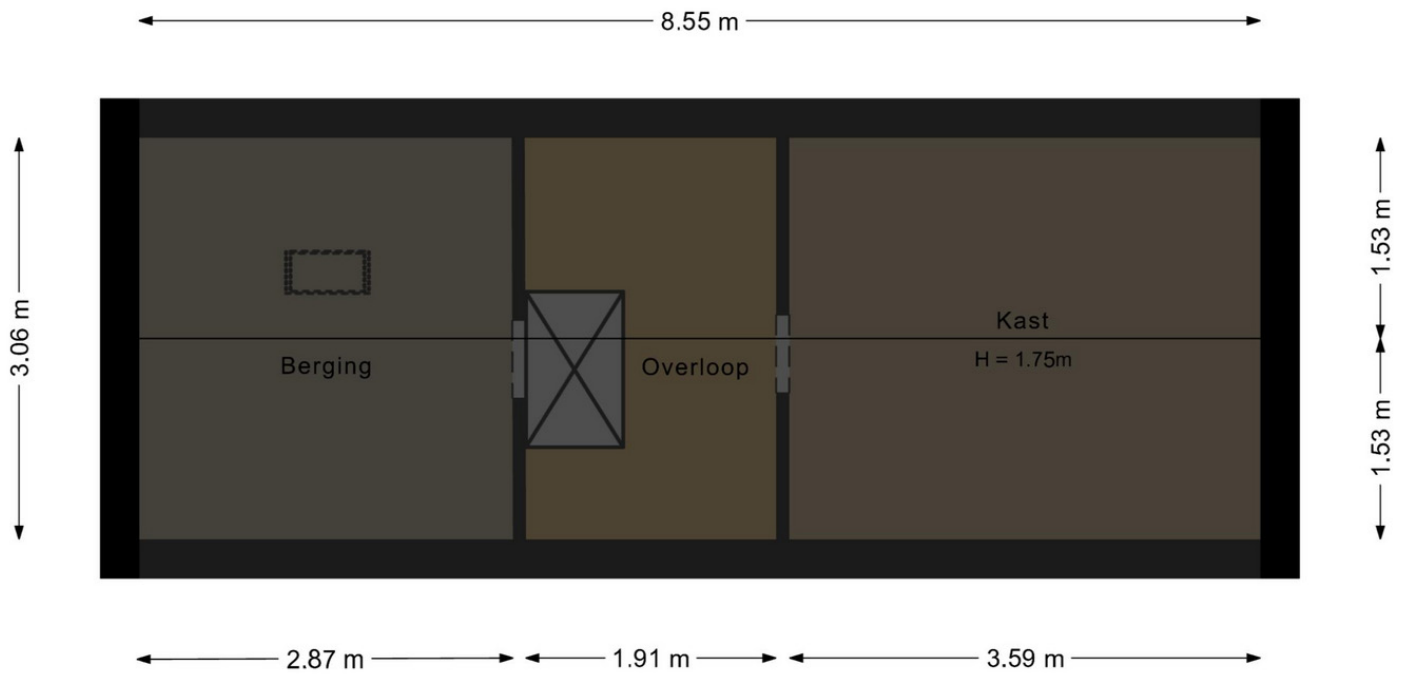 8.55 m
3.06 m
1.53 m
Kast
H = 1.75m
Berging
Overloop
1.53 m
2.87 m
1.91 m
3.59 m